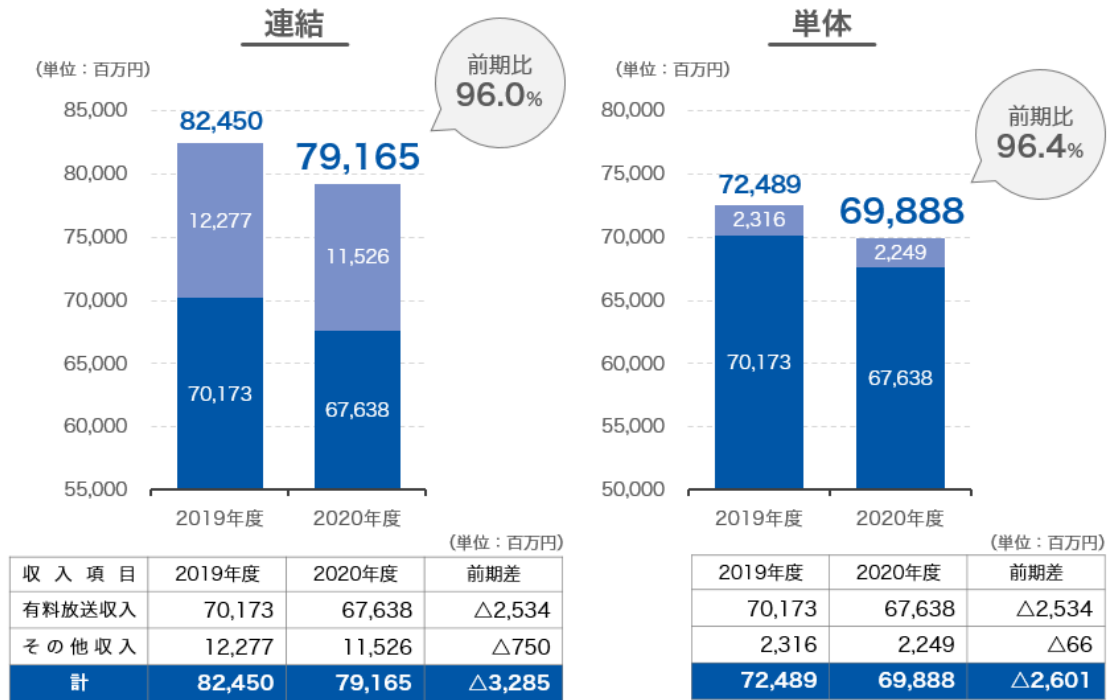 連結
(単位：百万円)
前期比
96.0%
85,000
80,000
75,000
70,000
65,000
60,000
55,000
82,450
79,165
12,277
11,526
70,173
67,638
2019年度 2020年度
単体
(単位：百万円)
前期比
96.4%
80,000
75,000
70,000
65,000
60,000
55,000
50,000
72,489
69,888
2,316
2,249
70,173
67,638
2019年度 2020年度
(単位：百万円)
収入項目 2019年度 2020年度 前期差
有料放送収入 70,173 67,638 △2,534
その他収入 12,277 11,526 △750
計 82,450 79,165 △3,285
(単位：百万円)
2019年度 2020年度 前期差
70,173 67,638 △2,534
2,316 2,249 △66
72,489 69,888 △2,601